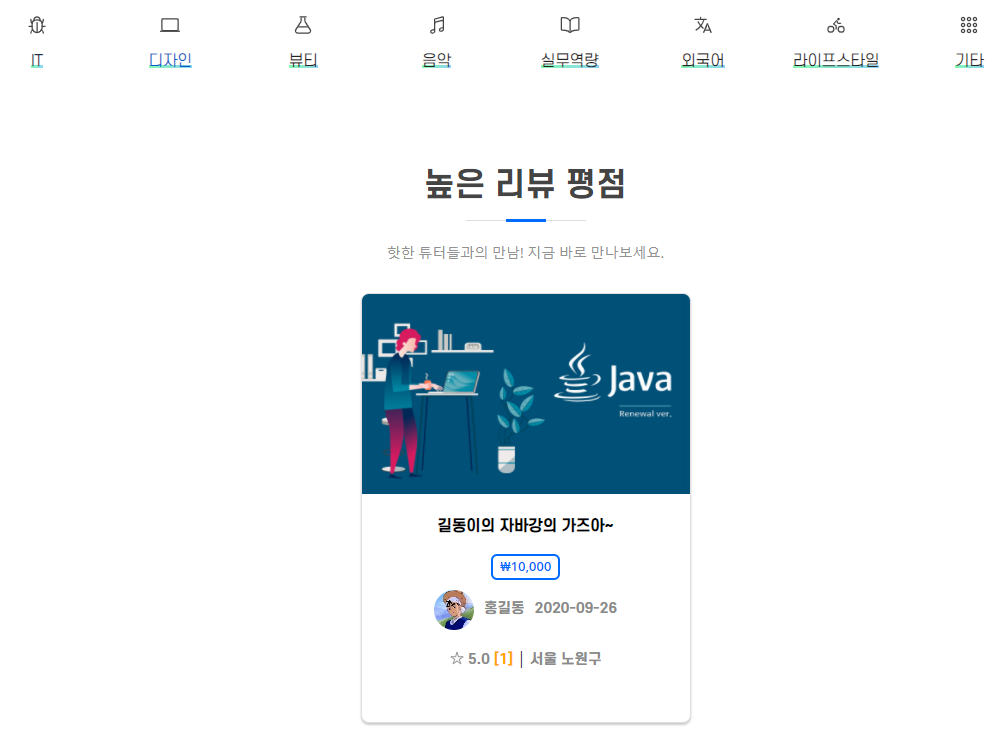 IT 디자인 뷰티 음악 실무역량 외국어 라이프스타일 기타
높은 리뷰 평점
핫한 튜터들과의 만남! 지금 바로 만나보세요.
Java
Renewal ver.
길동이의 자바강의 가즈아~
₩10,000
홍길동 2020-09-26
☆ 5.0 [1] | 서울 노원구